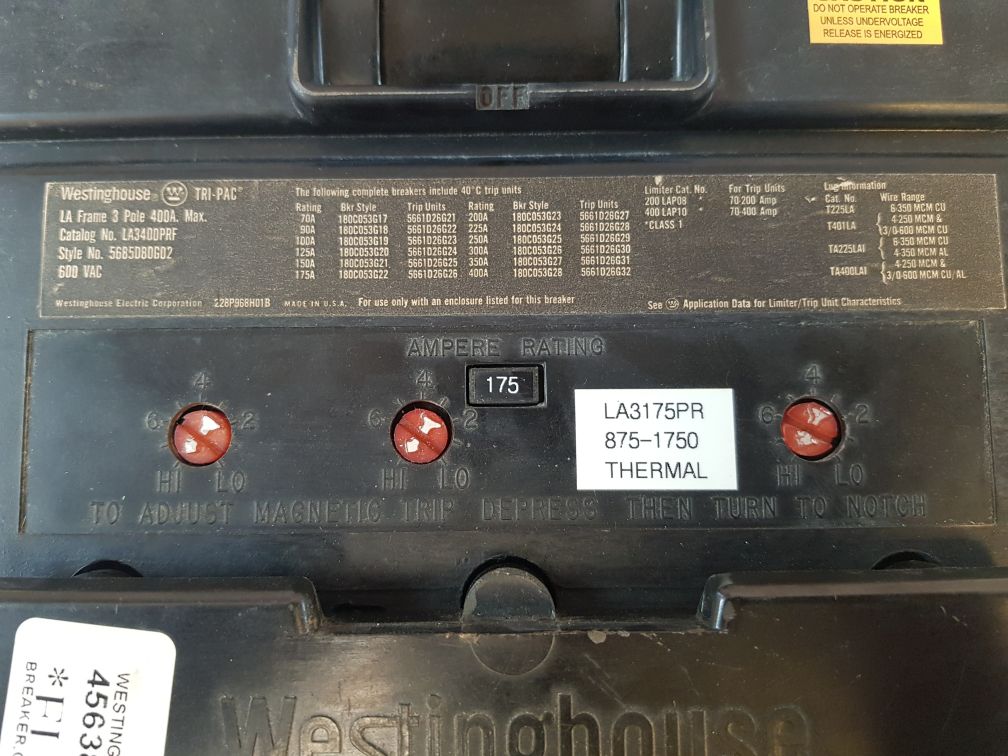 CAUTION
DO NOT OPERATE BREAKER
UNLESS UNDERVOLTAGE
RELEASE IS ENERGIZED
OFF
Westinghouse W TRI-PAC
LA Frame 3 Pole 400A. Max.
Catalog No. LA3400PRF
Style No. 5685D80G02
600 VAC
Westinghouse Electric Corporation 228P968H01B MADE IN U.S.A. For use only with an enclosure listed for this breaker
The following complete breakers include 40°C trip units
Rating Bkr Style Trip Units Rating Bkr Style Trip Units
70A 180C053G17 5661D26G21 200A 180C053G23 5661D26G27
90A 180C053G18 5661D26G22 225A 180C053G24 5661D26G28
100A 180C053G19 5661D26G23 250A 180C053G25 5661D26G29
125A 180C053G20 5661D26G24 300A 180C053G26 5661D26G30
150A 180C053G21 5661D26G25 350A 180C053G27 5661D26G31
175A 180C053G22 5661D26G26 400A 180C053G28 5661D26G32
Limiter Cat. No. For Trip Units
200 LAP08 70-200 Amp
400 LAP10 70-400 Amp
*CLASS 1
Lug Information
Cat. No. Wire Range
T225LA 6-350 MCM CU
T401LA 4-250 MCM &
3/0-600 MCM CU
TA225LA1 6-350 MCM CU
4-350 MCM AL
TA400LA1 4-250 MCM &
3/0-600 MCM CU/AL
See W Application Data for Limiter/Trip Unit Characteristics
AMPERE RATING
175
4
6 2
HI LO
4
6 2
HI LO
LA3175PR
875-1750
THERMAL
4
6 2
HI LO
TO ADJUST MAGNETIC TRIP DEPRESS THEN TURN TO NOTCH
Westinghouse
WESTING
4563
BREAKER.